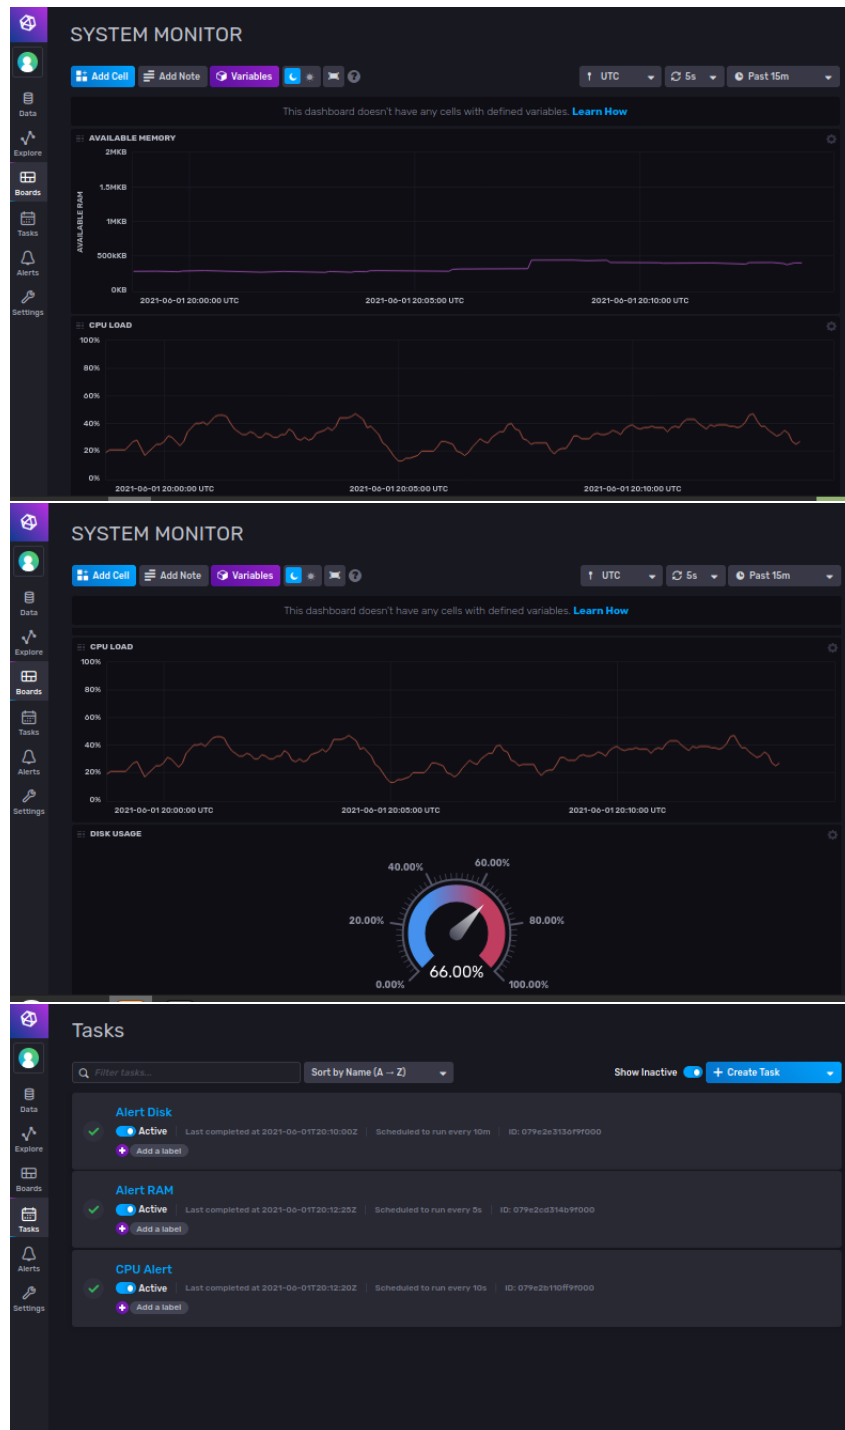 SYSTEM MONITOR
Add Cell Add Note Variables ? UTC 5s Past 15m
Data
This dashboard doesn't have any cells with defined variables. Learn How
Explore
AVAILABLE MEMORY
2MKB
Boards
1.5MKB
AVAILABLE RAM
1MKB
Tasks
500kKB
Alerts
0KB
2021-06-01 20:00:00 UTC 2021-06-01 20:05:00 UTC 2021-06-01 20:10:00 UTC
Settings
CPU LOAD
100%
80%
60%
40%
20%
0%
2021-06-01 20:00:00 UTC 2021-06-01 20:05:00 UTC 2021-06-01 20:10:00 UTC
SYSTEM MONITOR
Add Cell Add Note Variables ? UTC 5s Past 15m
Data
This dashboard doesn't have any cells with defined variables. Learn How
Explore
CPU LOAD
100%
Boards
80%
60%
Tasks
40%
Alerts
20%
0%
Settings
2021-06-01 20:00:00 UTC 2021-06-01 20:05:00 UTC 2021-06-01 20:10:00 UTC
DISK USAGE
40.00% 60.00%
20.00% 80.00%
66.00%
0.00% 100.00%
Tasks
Filter tasks... Sort by Name (A → Z) Show Inactive + Create Task
Data
Explore
Boards
Tasks
Alerts
Settings
Alert Disk
Active Last completed at 2021-06-01T20:10:00Z Scheduled to run every 10m ID: 079e2e3136f9f000
+ Add a label
Alert RAM
Active Last completed at 2021-06-01T20:12:25Z Scheduled to run every 5s ID: 079e2cd314b9f000
+ Add a label
CPU Alert
Active Last completed at 2021-06-01T20:12:20Z Scheduled to run every 10s ID: 079e2b110ff9f000
+ Add a label